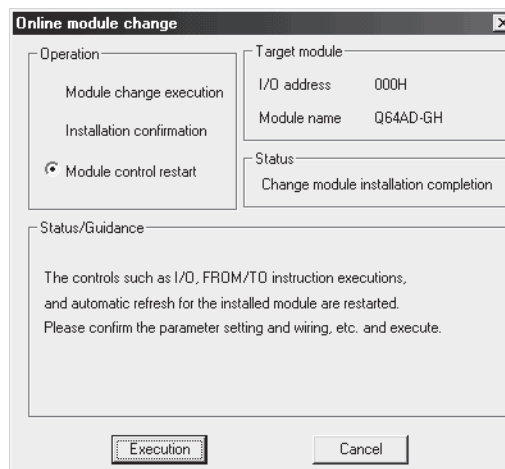 Online module change
Operation
Module change execution
Installation confirmation
Module control restart
Target module
I/O address 000H
Module name Q64AD-GH
Status
Change module installation completion
Status/Guidance
The controls such as I/O, FROM/TO instruction executions,
and automatic refresh for the installed module are restarted.
Please confirm the parameter setting and wiring, etc. and execute.
Execution Cancel